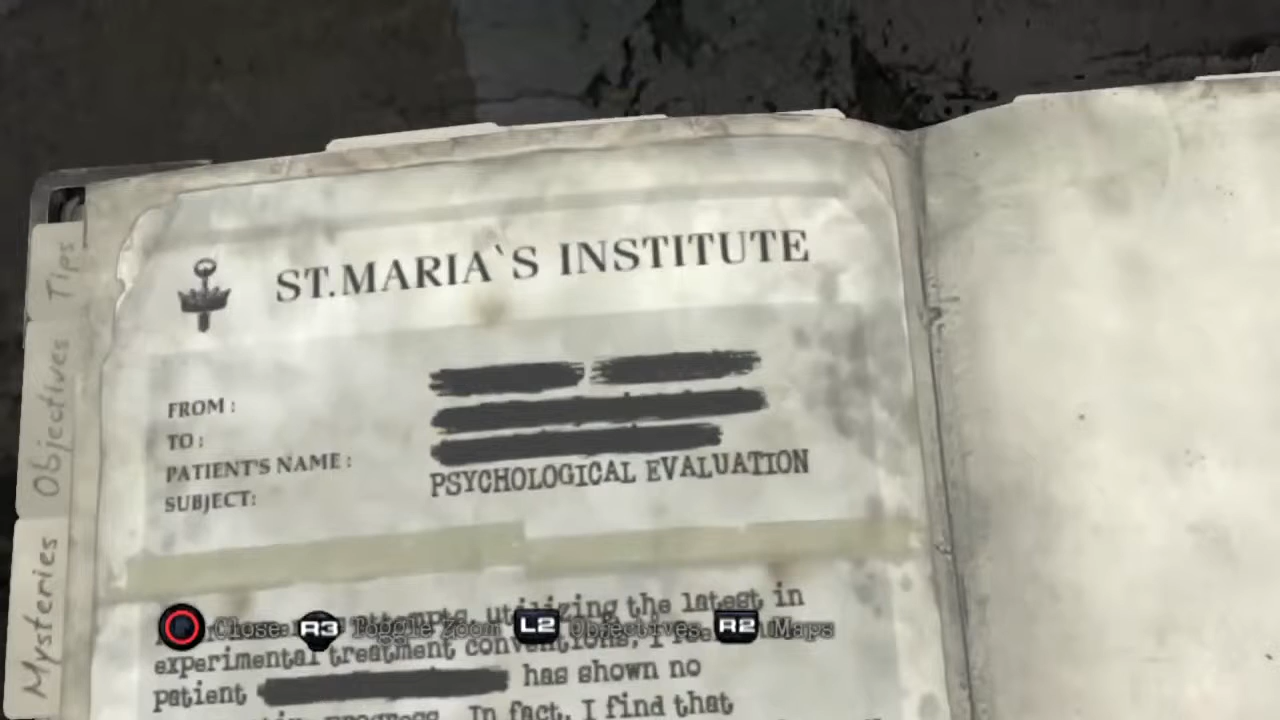 ST.MARIA`S INSTITUTE
FROM :
TO :
PATIENT'S NAME :
SUBJECT: PSYCHOLOGICAL EVALUATION
utilizing the latest in
experimental treatment conventions, I
patient has shown no
progress. In fact, I find that
Close R3 Toggle Zoom L2 Objectives R2 Maps
Tips
Objectives
Mysteries